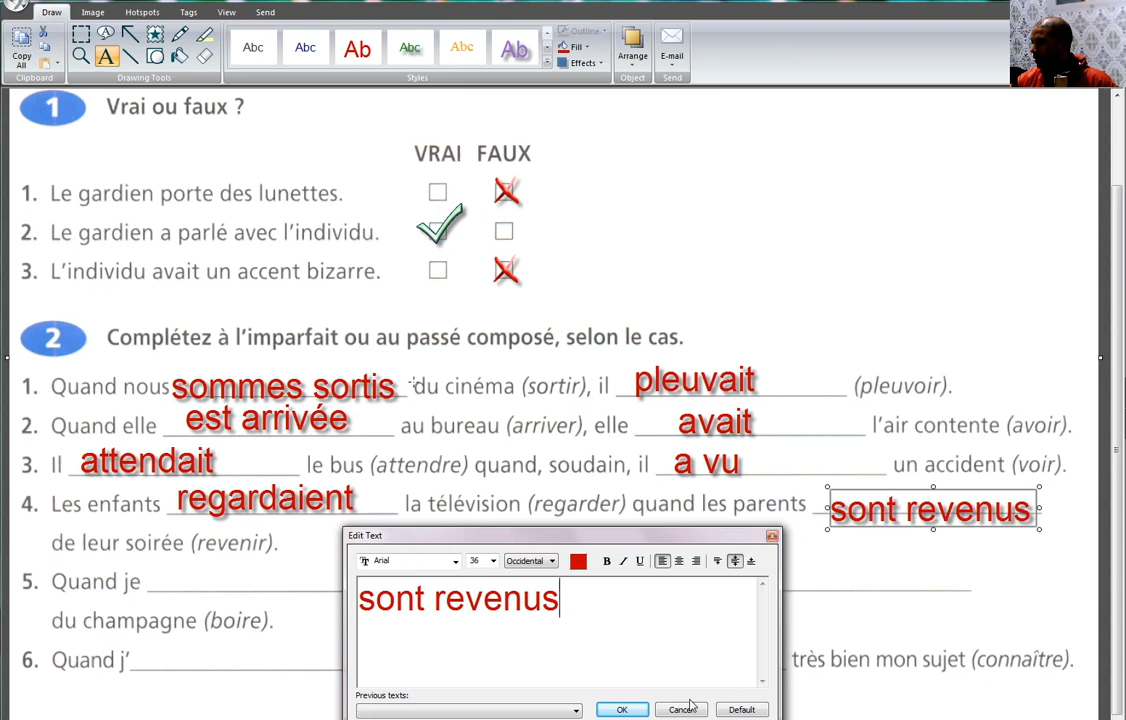 Draw Image Hotspots Tags View Send
Copy All
Clipboard
Drawing Tools
Abc Abc Ab Abc Abc Ab
Styles
Outline
Fill
Effects
Arrange
Object
E-mail
Send
1 Vrai ou faux ?
VRAI FAUX
1. Le gardien porte des lunettes.
2. Le gardien a parlé avec l'individu.
3. L'individu avait un accent bizarre.
2 Complétez à l'imparfait ou au passé composé, selon le cas.
1. Quand nous sommes sortis du cinéma (sortir), il pleuvait (pleuvoir).
2. Quand elle est arrivée au bureau (arriver), elle avait l'air contente (avoir).
3. Il attendait le bus (attendre) quand, soudain, il a vu un accident (voir).
4. Les enfants regardaient la télévision (regarder) quand les parents sont revenus
de leur soirée (revenir).
5. Quand je
du champagne (boire).
6. Quand j' très bien mon sujet (connaître).
Edit Text
Arial 36 Occidental B I U
sont revenus
Previous texts:
OK Cancel Default